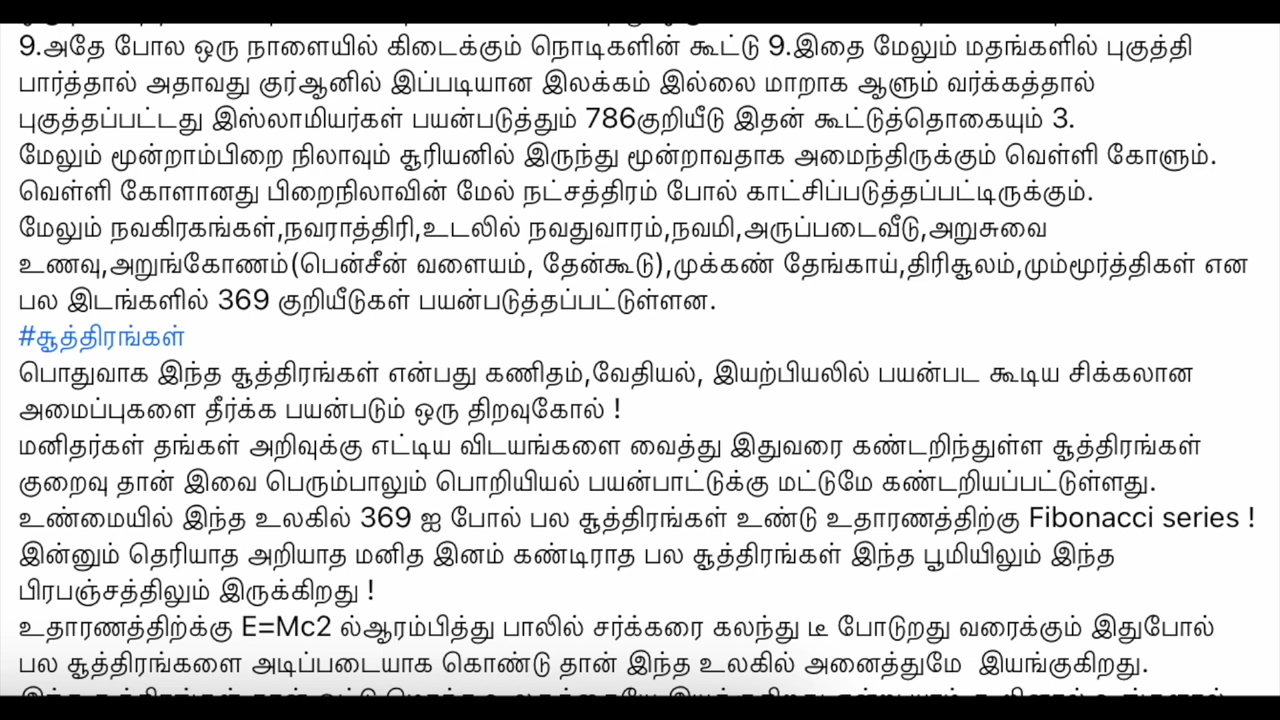 9.அதே போல ஒரு நாளையில் கிடைக்கும் நொடிகளின் கூட்டு 9.இதை மேலும் மதங்களில் புகுத்தி
பார்த்தால் அதாவது குர்ஆனில் இப்படியான இலக்கம் இல்லை மாறாக ஆளும் வர்க்கத்தால்
புகுத்தப்பட்டது இஸ்லாமியர்கள் பயன்படுத்தும் 786குறியீடு இதன் கூட்டுத்தொகையும் 3.
மேலும் மூன்றாம்பிறை நிலாவும் சூரியனில் இருந்து மூன்றாவதாக அமைந்திருக்கும் வெள்ளி கோளும்.
வெள்ளி கோளானது பிறைநிலாவின் மேல் நட்சத்திரம் போல் காட்சிப்படுத்தப்பட்டிருக்கும்.
மேலும் நவகிரகங்கள்,நவராத்திரி,உடலில் நவதுவாரம்,நவமி,அருப்படைவீடு,அறுசுவை
உணவு,அறுங்கோணம்(பென்சீன் வளையம், தேன்கூடு),முக்கண் தேங்காய்,திரிசூலம்,மும்மூர்த்திகள் என
பல இடங்களில் 369 குறியீடுகள் பயன்படுத்தப்பட்டுள்ளன.
#சூத்திரங்கள்
பொதுவாக இந்த சூத்திரங்கள் என்பது கணிதம்,வேதியல், இயற்பியலில் பயன்பட கூடிய சிக்கலான
அமைப்புகளை தீர்க்க பயன்படும் ஒரு திறவுகோல் !
மனிதர்கள் தங்கள் அறிவுக்கு எட்டிய விடயங்களை வைத்து இதுவரை கண்டறிந்துள்ள சூத்திரங்கள்
குறைவு தான் இவை பெரும்பாலும் பொறியியல் பயன்பாட்டுக்கு மட்டுமே கண்டறியப்பட்டுள்ளது.
உண்மையில் இந்த உலகில் 369 ஐ போல் பல சூத்திரங்கள் உண்டு உதாரணத்திற்கு Fibonacci series !
இன்னும் தெரியாத அறியாத மனித இனம் கண்டிராத பல சூத்திரங்கள் இந்த பூமியிலும் இந்த
பிரபஞ்சத்திலும் இருக்கிறது !
உதாரணத்திற்க்கு E=Mc2 ல்ஆரம்பித்து பாலில் சர்க்கரை கலந்து டீ போடுறது வரைக்கும் இதுபோல்
பல சூத்திரங்களை அடிப்படையாக கொண்டு தான் இந்த உலகில் அனைத்துமே  இயங்குகிறது.